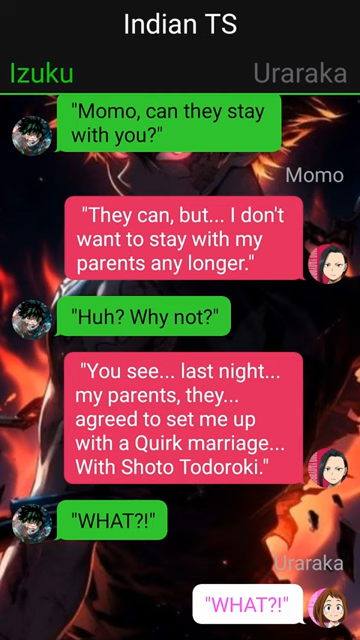 Indian TS
Izuku Uraraka
"Momo, can they stay
with you?"
Momo
"They can, but... I don't
want to stay with my
parents any longer."
"Huh? Why not?"
"You see... last night...
my parents, they...
agreed to set me up
with a Quirk marriage...
With Shoto Todoroki."
"WHAT?!"
Uraraka
"WHAT?!"